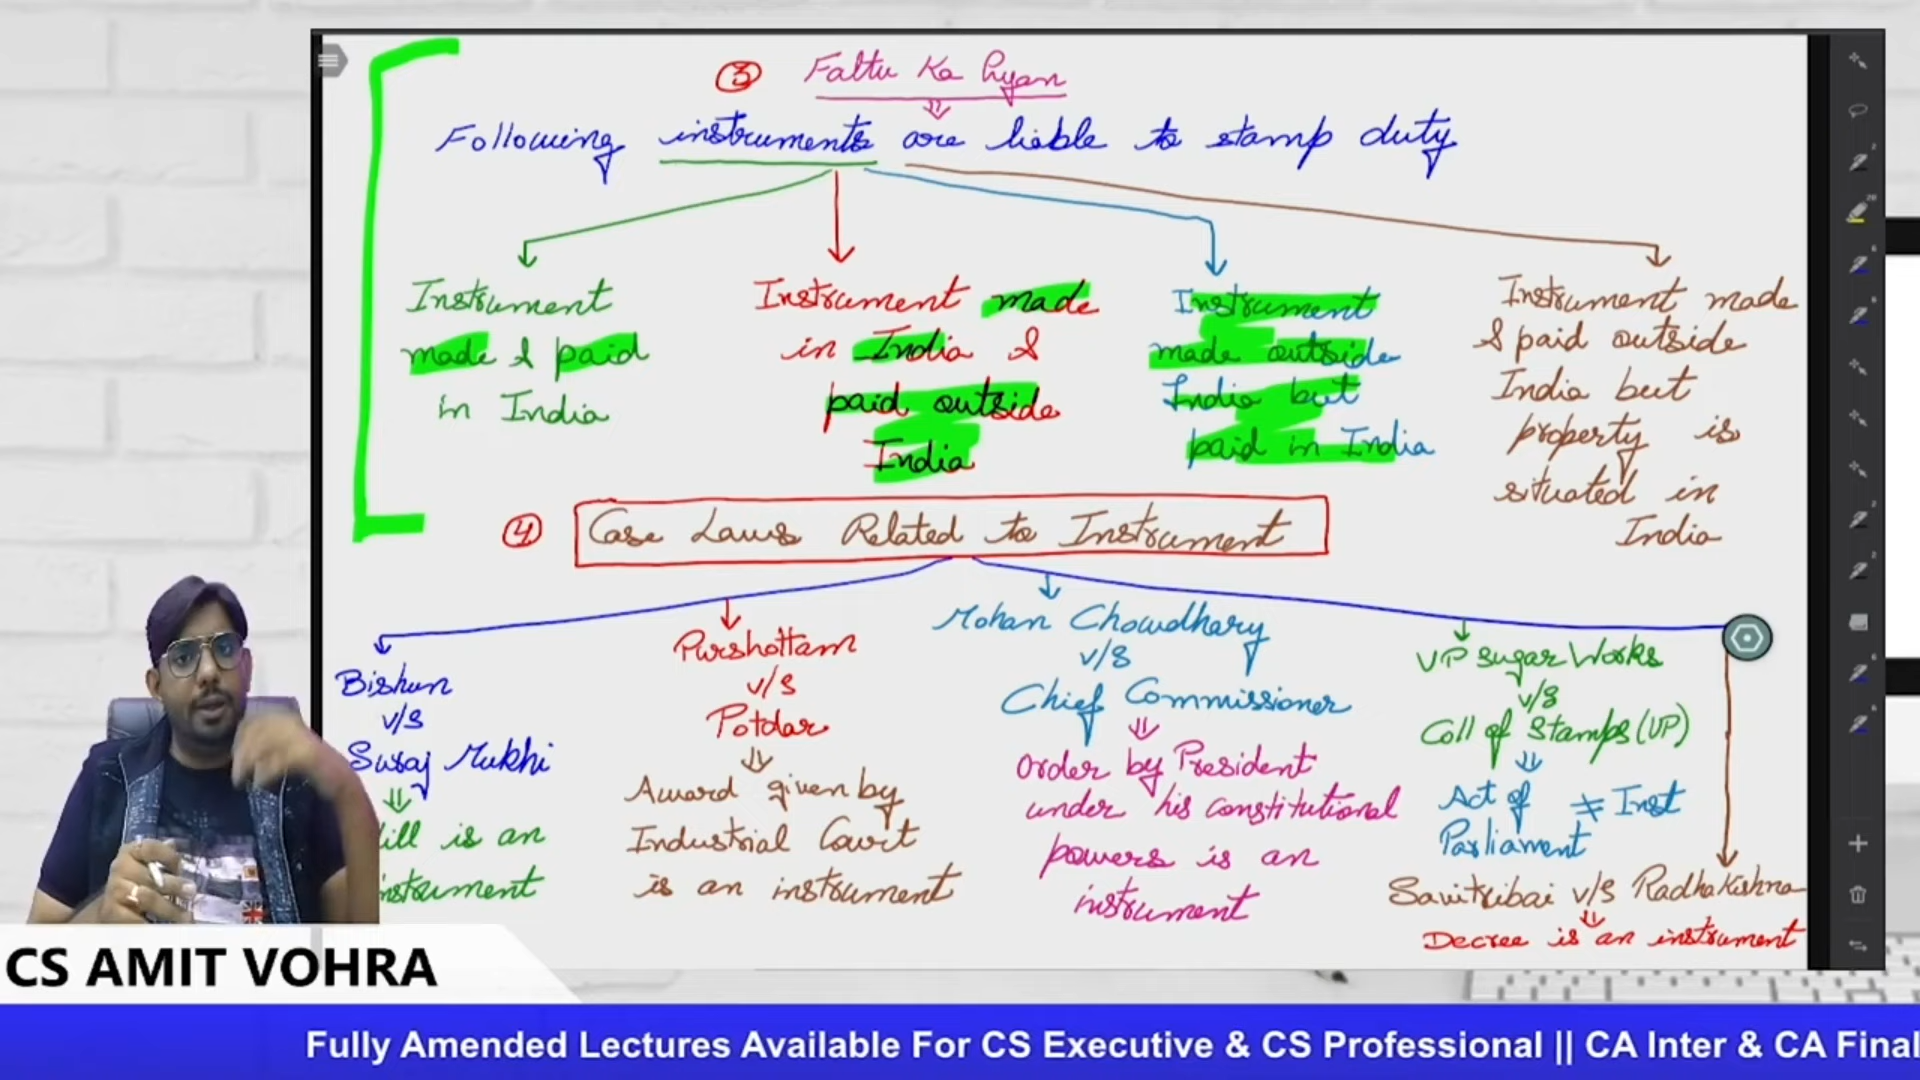 ③ Faltu Ka Gyan
Following instruments are liable to stamp duty
Instrument
made & paid
in India
Instrument made
in India &
paid outside
India
Instrument
made outside
India but
paid in India
Instrument made
& paid outside
India but
property is
situated in
India
④ Case Laws Related to Instrument
Bishun
v/s
Suraj Mukhi
ill is an
nstrument
Purshottam
v/s
Potdar
Award given by
Industrial Court
is an instrument
Mohan Chowdhary
v/s
Chief Commissioner
Order by President
under his constitutional
powers is an
instrument
UP Sugar Works
v/s
Coll of Stamps (UP)
Act of ≠ Inst
Parliament
Savitribai v/s RadhaKishna
Decree is an instrument
CS AMIT VOHRA
Fully Amended Lectures Available For CS Executive & CS Professional || CA Inter & CA Final